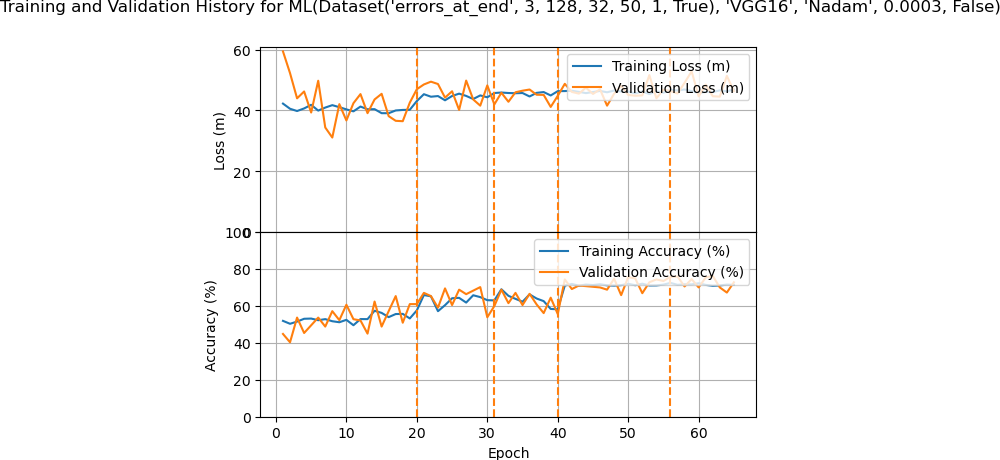 Training and Validation History for ML(Dataset('errors_at_end', 3, 128, 32, 50, 1, True), 'VGG16', 'Nadam', 0.0003, False)
60
40
20
0
Loss (m)
Training Loss (m)
Validation Loss (m)
100
80
60
40
20
0
Accuracy (%)
Training Accuracy (%)
Validation Accuracy (%)
0 10 20 30 40 50 60
Epoch